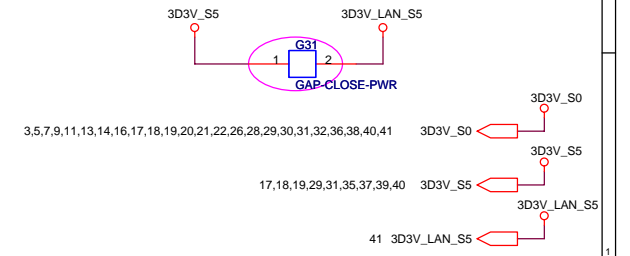 3D3V_S5 3D3V_LAN_S5
G31
1 2
GAP-CLOSE-PWR
3D3V_S0
3,5,7,9,11,13,14,16,17,18,19,20,21,22,26,28,29,30,31,32,36,38,40,41 3D3V_S0
3D3V_S5
17,18,19,29,31,35,37,39,40 3D3V_S5
3D3V_LAN_S5
41 3D3V_LAN_S5
1